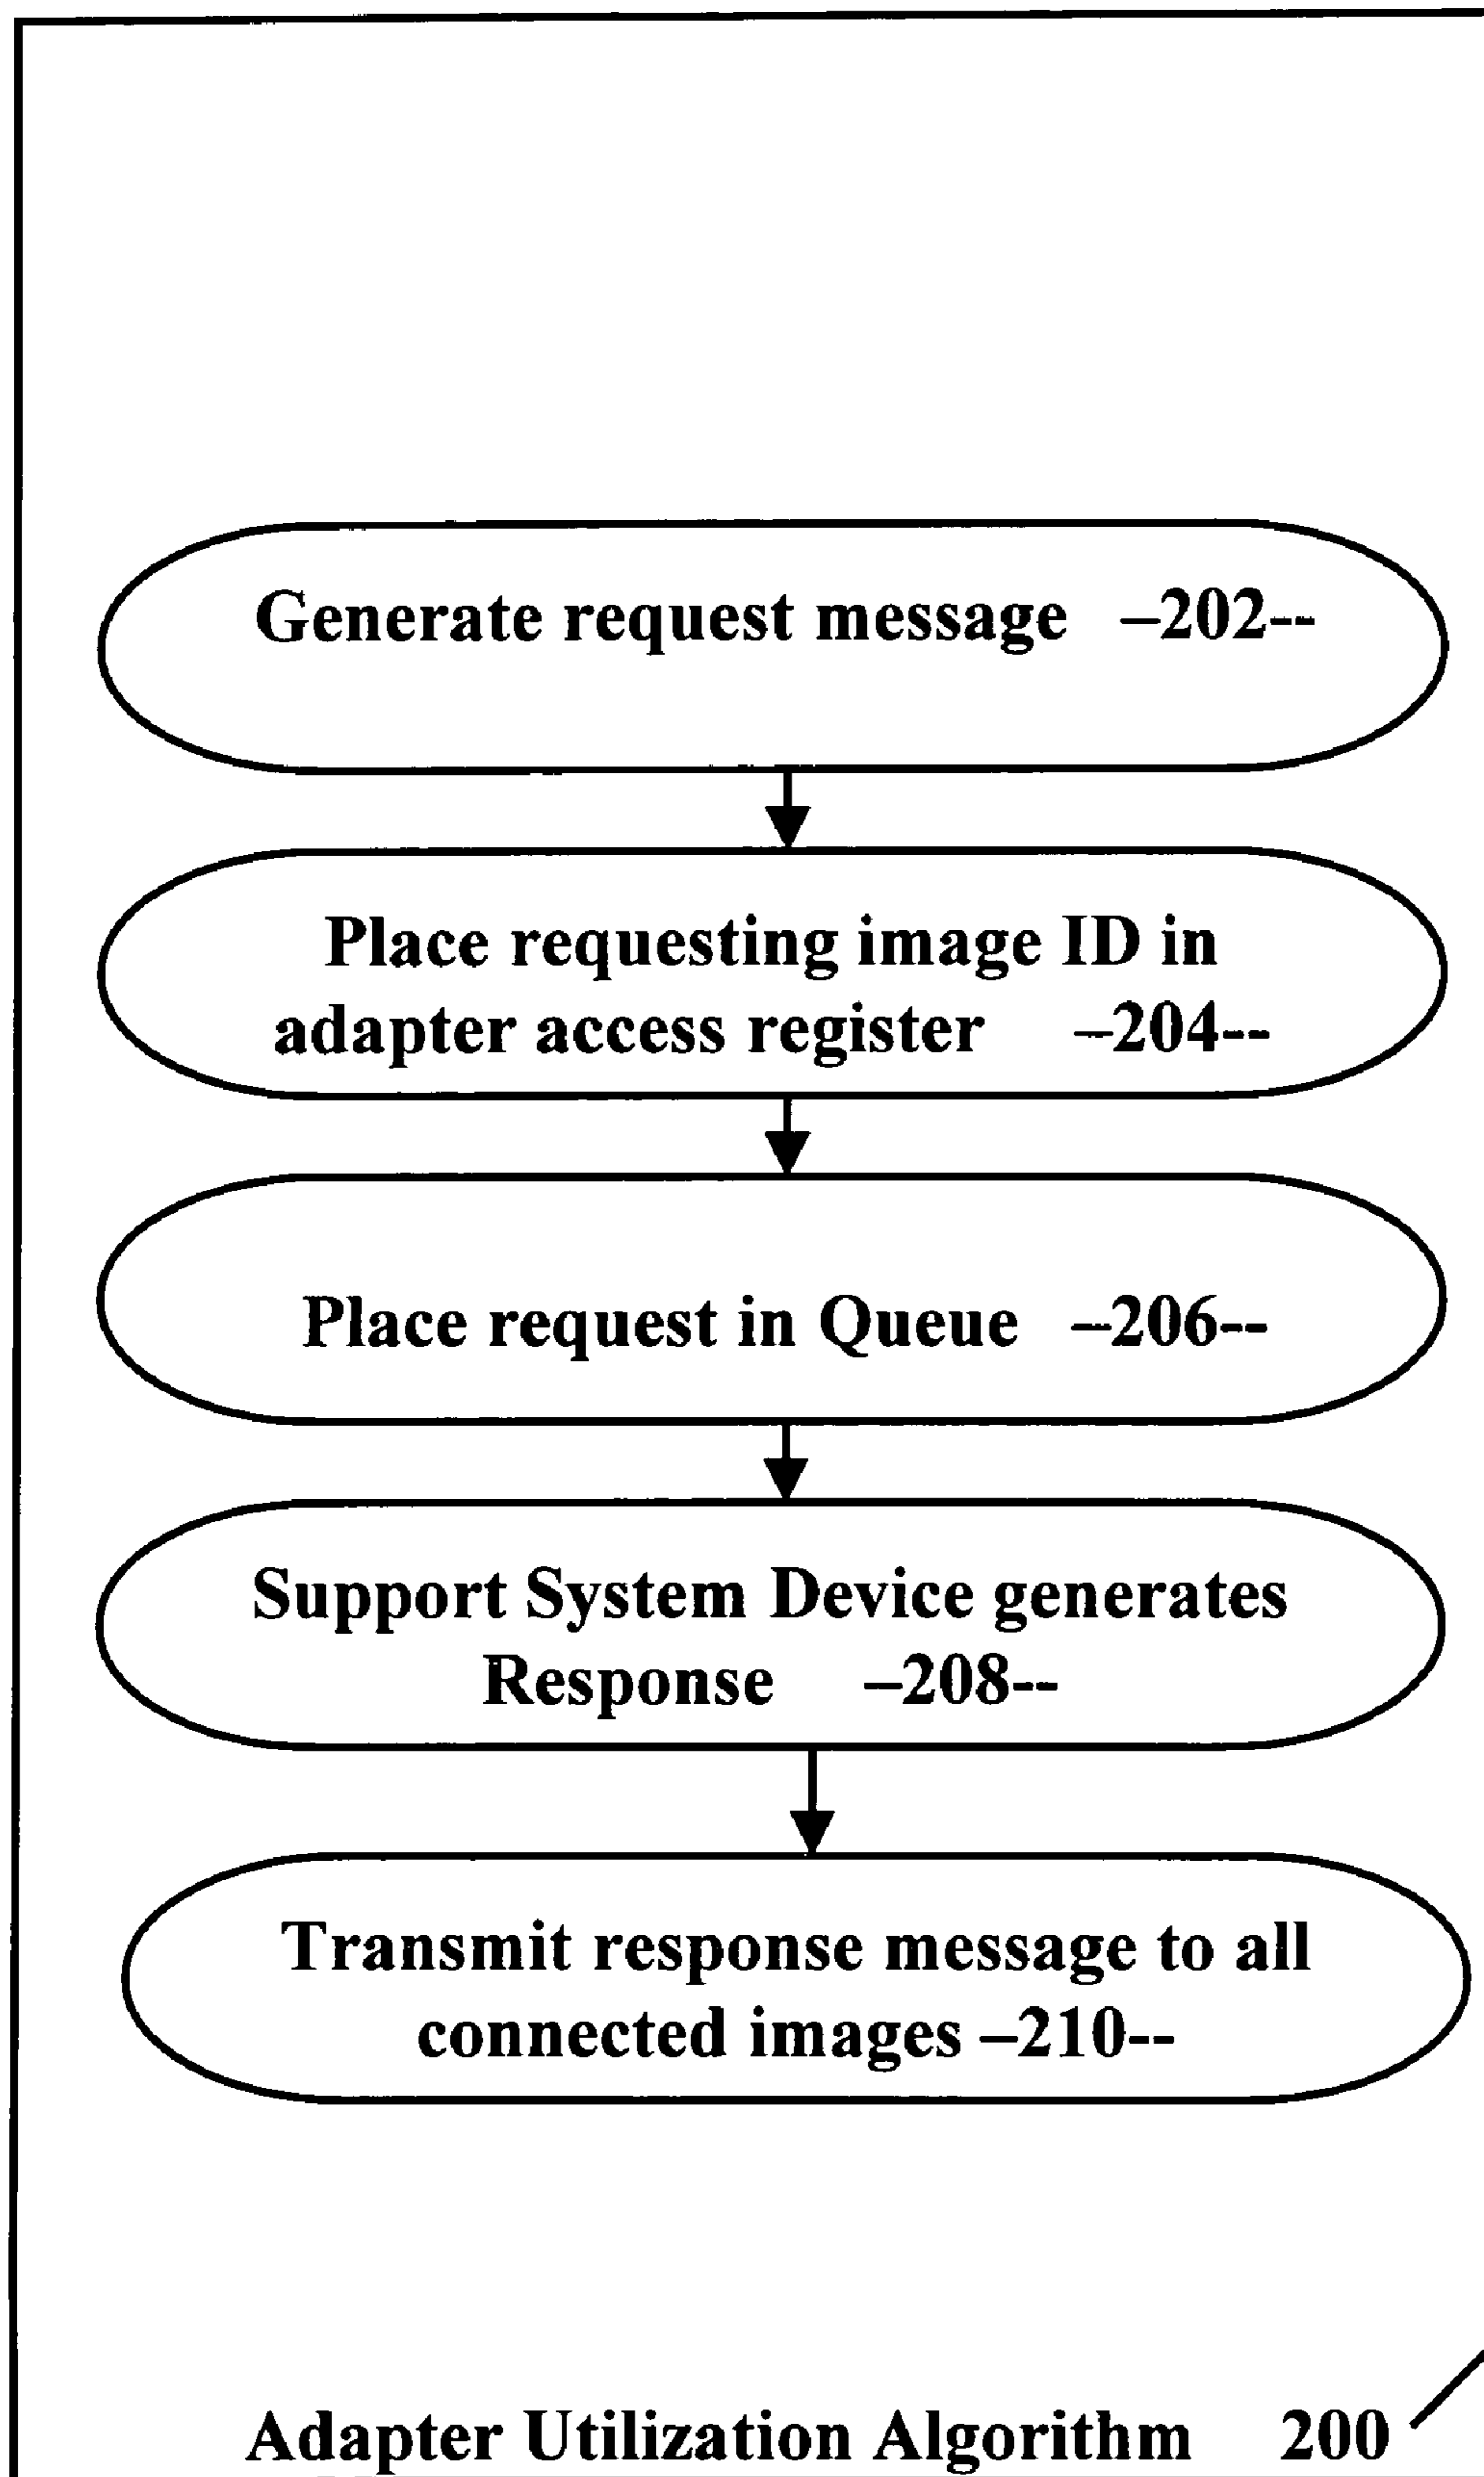 Generate request message –202--
Place requesting image ID in
adapter access register –204--
Place request in Queue –206--
Support System Device generates
Response –208--
Transmit response message to all
connected images –210--
Adapter Utilization Algorithm 200